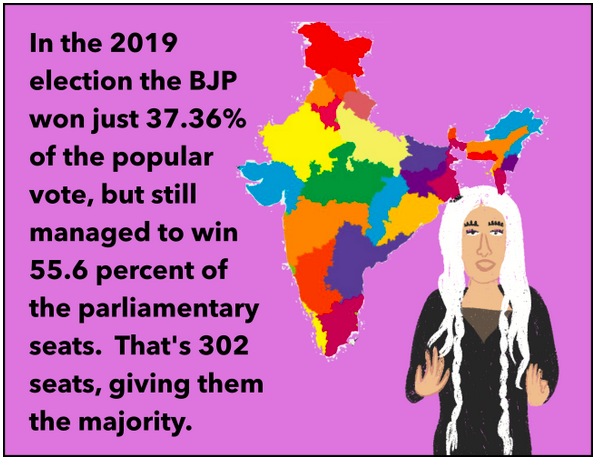 In the 2019
election the BJP
won just 37.36%
of the popular
vote, but still
managed to win
55.6 percent of
the parliamentary
seats.  That's 302
seats, giving them
the majority.